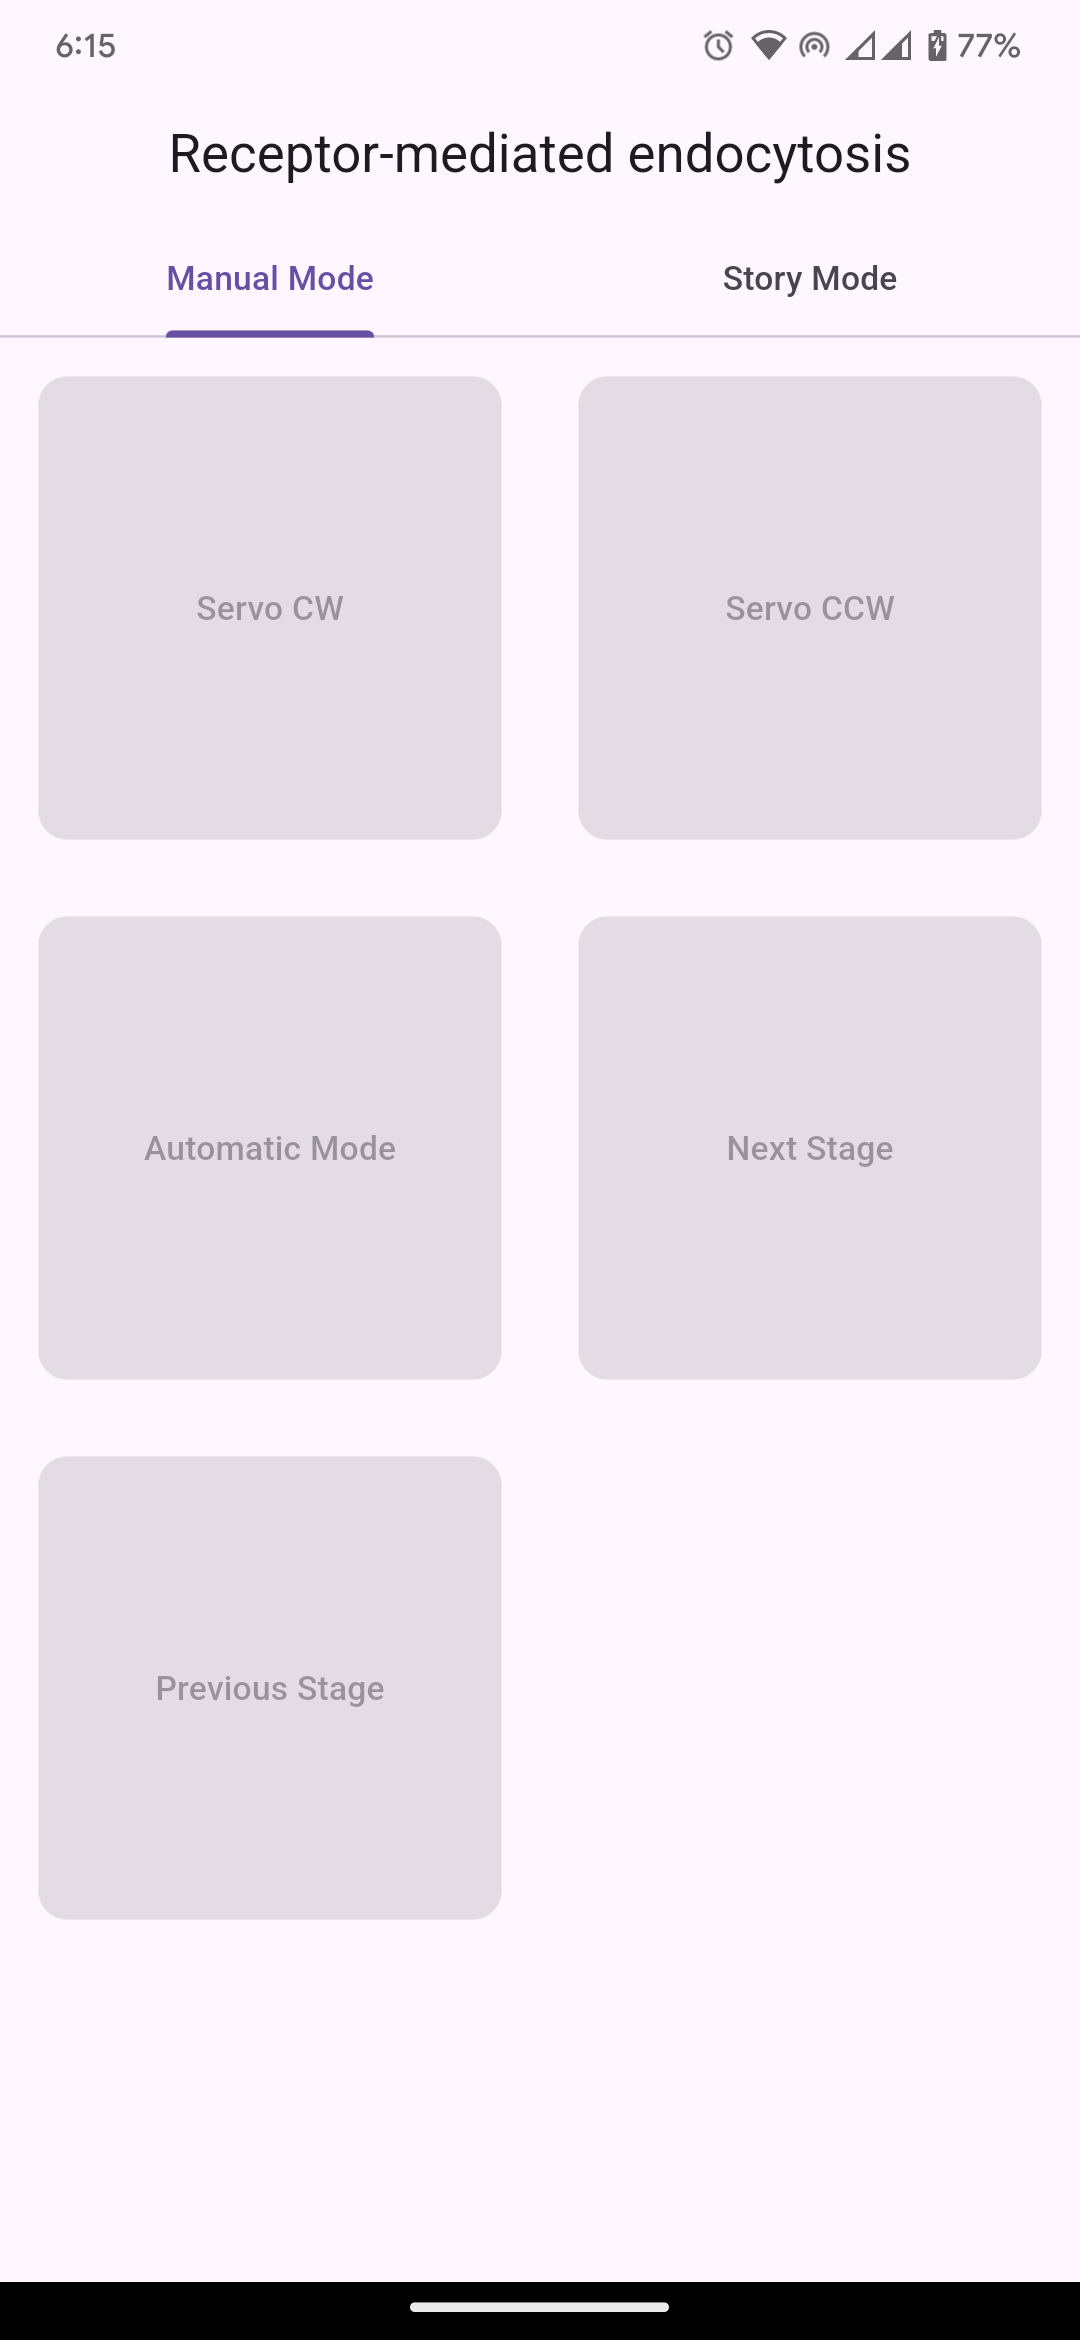 6:15
77%
Receptor-mediated endocytosis
Manual Mode
Story Mode
Servo CW
Servo CCW
Automatic Mode
Next Stage
Previous Stage